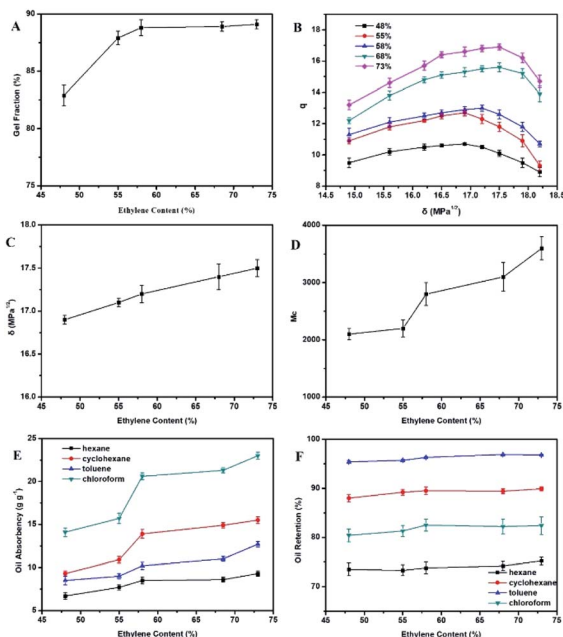 A
Gel Fraction (%)
90
85
80
75
45 50 55 60 65 70 75
Ethylene Content (%)
B
48%
55%
58%
68%
73%
q
18
16
14
12
10
8
14.5 15.0 15.5 16.0 16.5 17.0 17.5 18.0 18.5
δ (MPa1/2)
C
δ (MPa1/2)
18.0
17.5
17.0
16.5
16.0
45 50 55 60 65 70 75
Ethylene Content (%)
D
Mc
4000
3000
2000
1000
45 50 55 60 65 70 75
Ethylene Content (%)
E
hexane
cyclohexane
toluene
chloroform
Oil Absorbency (g g-1)
25
20
15
10
5
45 50 55 60 65 70 75
Ethylene Content (%)
F
Oil Retention (%)
100
90
80
70
hexane
cyclohexane
toluene
chloroform
45 50 55 60 65 70 75
Ethylene Content (%)